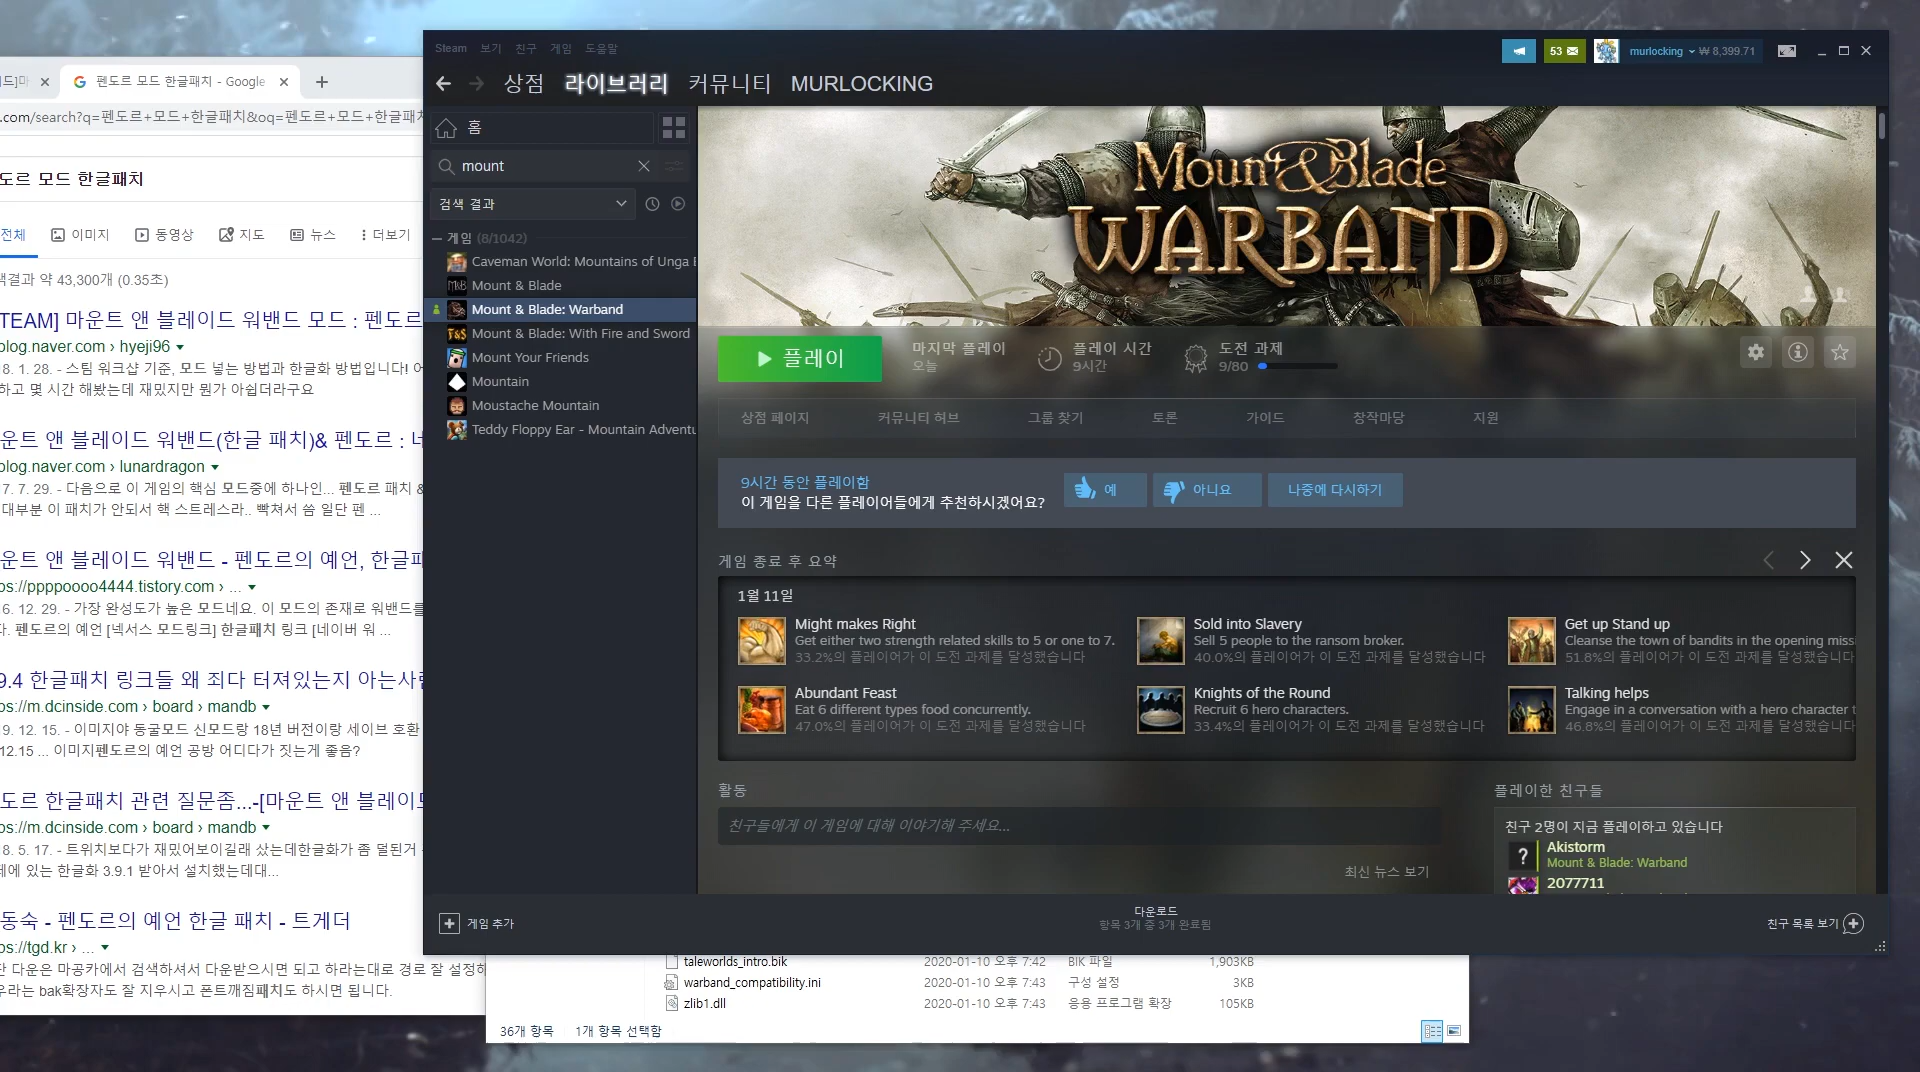 펜도르 모드 한글패치 - Google
.com/search?q=펜도르+모드+한글패치&oq=펜도르+모드+한글패치
도르 모드 한글패치
전체
이미지
동영상
지도
뉴스
더보기
색결과 약 43,300개 (0.35초)
TEAM] 마운트 앤 블레이드 워밴드 모드 : 펜도르
blog.naver.com › hyeji96
8. 1. 28. - 스팀 워크샵 기준, 모드 넣는 방법과 한글화 방법입니다!
하고 몇 시간 해봤는데 재밌지만 뭔가 아쉽더라구요
운트 앤 블레이드 워밴드(한글 패치)& 펜도르 : 네
blog.naver.com › lunardragon
7. 7. 29. - 다음으로 이 게임의 핵심 모드중에 하나인... 펜도르 패치 &
대부분 이 패치가 안되서 핵 스트레스라.. 빡쳐서 씀 일단 펜 ...
운트 앤 블레이드 워밴드 - 펜도르의 예언, 한글패
ps://ppppoooo4444.tistory.com › ...
6. 12. 29. - 가장 완성도가 높은 모드네요. 이 모드의 존재로 워밴드를
다. 펜도르의 예언 [넥서스 모드링크] 한글패치 링크 [네이버 워 ...
9.4 한글패치 링크들 왜 죄다 터져있는지 아는사람
ps://m.dcinside.com › board › mandb
9. 12. 15. - 이미지야 동굴모드 신모드랑 18년 버전이랑 세이브 호환
12.15 ... 이미지펜도르의 예언 공방 어디다가 짓는게 좋음?
도르 한글패치 관련 질문좀...-[마운트 앤 블레이드
ps://m.dcinside.com › board › mandb
8. 5. 17. - 트위치보다가 재밌어보이길래 샀는데한글화가 좀 덜된거
에 있는 한글화 3.9.1 받아서 설치했는데대...
동숙 - 펜도르의 예언 한글 패치 - 트게더
ps://tgd.kr › ...
단 다운은 마공카에서 검색하셔서 다운받으시면 되고 하라는대로 경로 잘 설정하
우라는 bak확장자도 잘 지우시고 폰트깨짐패치도 하시면 됩니다.
Steam 보기 친구 게임 도움말
53
murlocking
₩ 8,399.71
상점 라이브러리 커뮤니티 MURLOCKING
홈
mount
검색 결과
게임 (8/1042)
Caveman World: Mountains of Unga
Mount & Blade
Mount & Blade: Warband
Mount & Blade: With Fire and Sword
Mount Your Friends
Mountain
Moustache Mountain
Teddy Floppy Ear - Mountain Adventu
게임 추가
Mount&Blade
WARBAND
플레이
마지막 플레이
오늘
플레이 시간
9시간
도전 과제
9/80
상점 페이지
커뮤니티 허브
그룹 찾기
토론
가이드
창작마당
지원
9시간 동안 플레이함
이 게임을 다른 플레이어들에게 추천하시겠어요?
예
아니요
나중에 다시하기
게임 종료 후 요약
1월 11일
Might makes Right
Get either two strength related skills to 5 or one to 7.
33.2%의 플레이어가 이 도전 과제를 달성했습니다
Sold into Slavery
Sell 5 people to the ransom broker.
40.0%의 플레이어가 이 도전 과제를 달성했습니다
Get up Stand up
Cleanse the town of bandits in the opening missi
51.8%의 플레이어가 이 도전 과제를 달성했습니다
Abundant Feast
Eat 6 different types food concurrently.
47.0%의 플레이어가 이 도전 과제를 달성했습니다
Knights of the Round
Recruit 6 hero characters.
33.4%의 플레이어가 이 도전 과제를 달성했습니다
Talking helps
Engage in a conversation with a hero character t
46.8%의 플레이어가 이 도전 과제를 달성했습니다
활동
친구들에게 이 게임에 대해 이야기해 주세요...
최신 뉴스 보기
플레이한 친구들
친구 2명이 지금 플레이하고 있습니다
Akistorm
Mount & Blade: Warband
2077711
다운로드
항목 3개 중 3개 완료됨
친구 목록 보기
taleworlds_intro.bik 2020-01-10 오후 7:42 BIK 파일 1,903KB
warband_compatibility.ini 2020-01-10 오후 7:43 구성 설정 3KB
zlib1.dll 2020-01-10 오후 7:43 응용 프로그램 확장 105KB
36개 항목 1개 항목 선택함